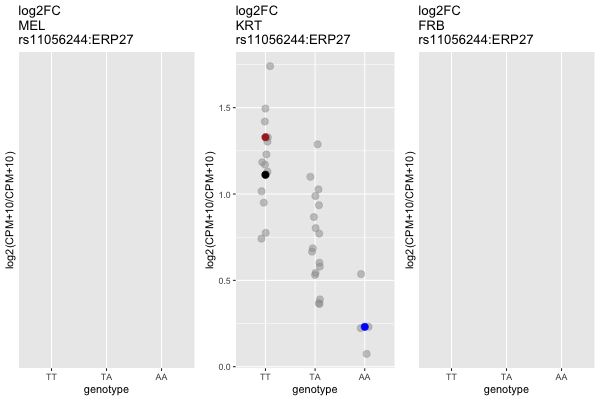 log2FC
MEL
rs11056244:ERP27
log2(CPM+10/CPM+10)
TT TA AA
genotype
log2FC
KRT
rs11056244:ERP27
log2(CPM+10/CPM+10)
1.5
1.0
0.5
0.0
TT TA AA
genotype
log2FC
FRB
rs11056244:ERP27
log2(CPM+10/CPM+10)
TT TA AA
genotype